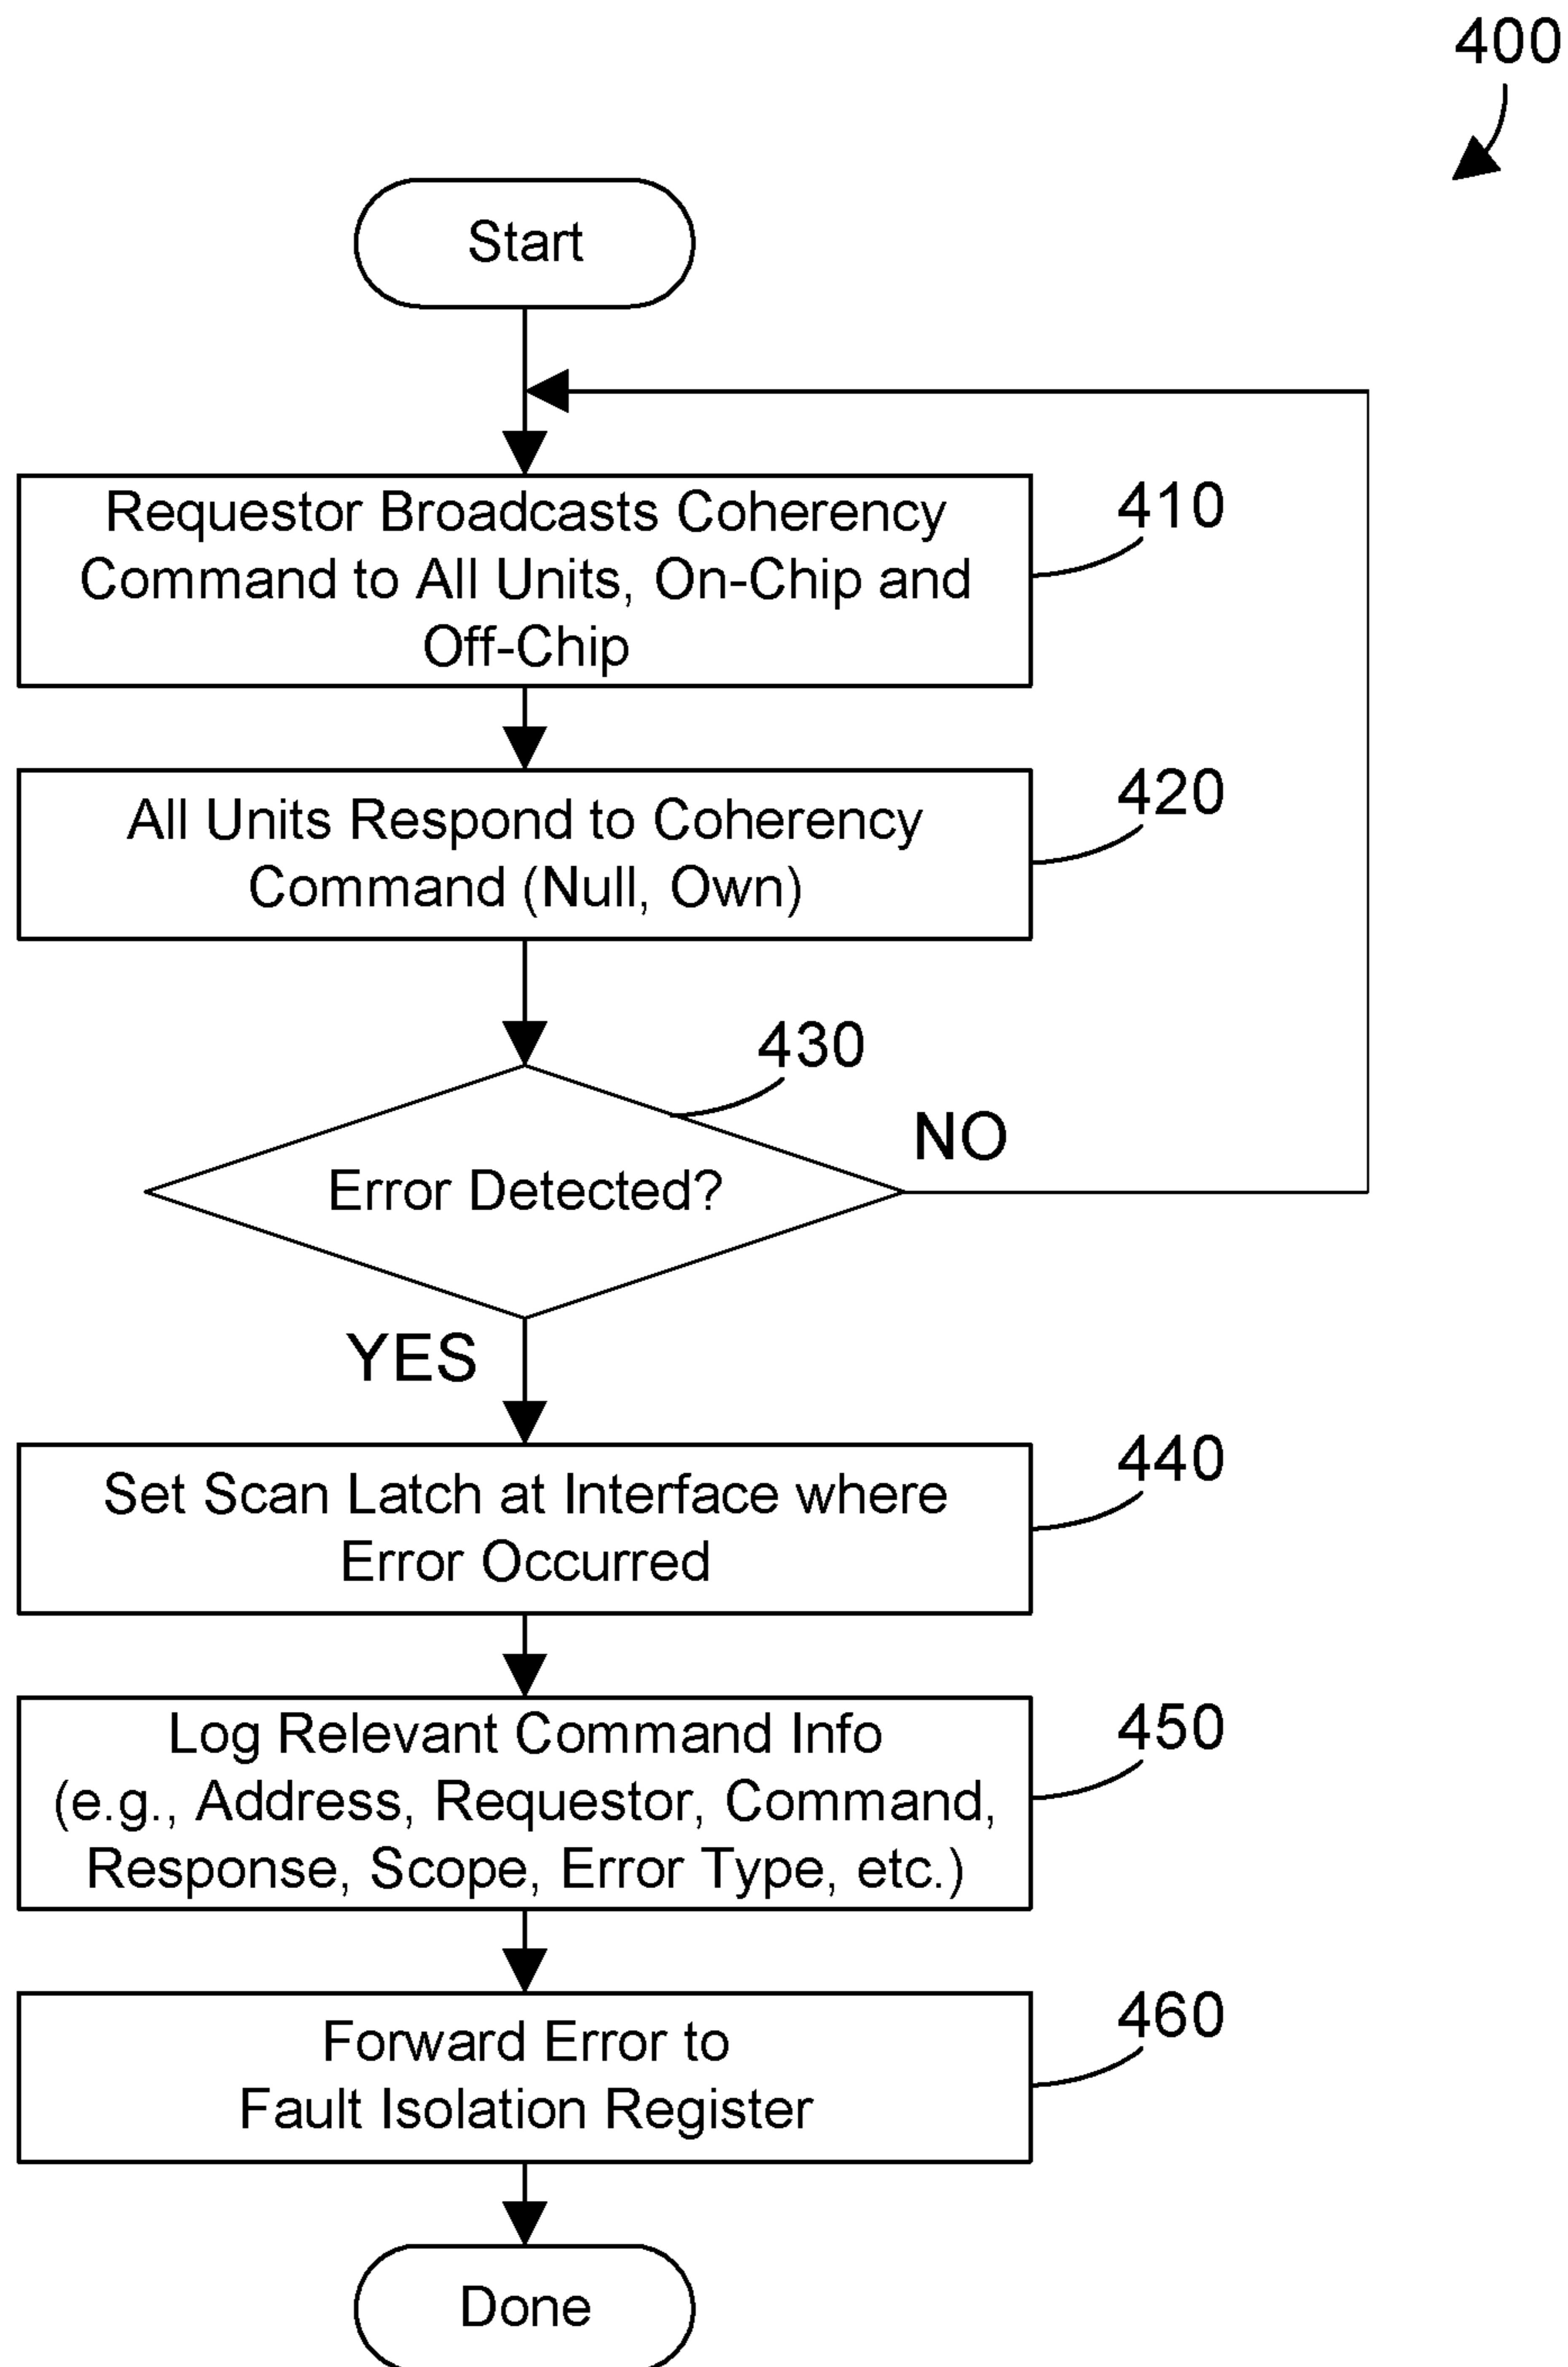 400
Start
Requestor Broadcasts Coherency
Command to All Units, On-Chip and
Off-Chip
410
All Units Respond to Coherency
Command (Null, Own)
420
430
Error Detected?
NO
YES
Set Scan Latch at Interface where
Error Occurred
440
Log Relevant Command Info
(e.g., Address, Requestor, Command,
Response, Scope, Error Type, etc.)
450
Forward Error to
Fault Isolation Register
460
Done